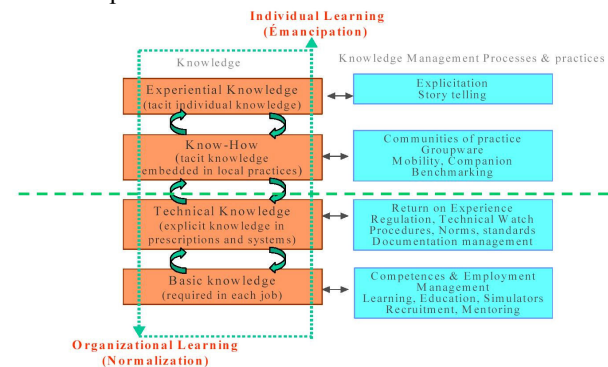 Individual Learning
(Émancipation)
Knowledge
Knowledge Management Processes & practices
Experiential Knowledge
(tacit individual knowledge)
Explicitation
Story telling
Know-How
(tacit knowledge
embedded in local practices)
Communities of practice
Groupware
Mobility, Companion
Benchmarking
Technical Knowledge
(explicit knowledge in
prescriptions and systems)
Return on Experience
Regulation, Technical Watch
Procedures, Norms, standards
Documentation management
Basic knowledge
(required in each job)
Competences & Employment
Management
Learning, Education, Simulators
Recruitment, Mentoring
Organizational Learning
(Normalization)